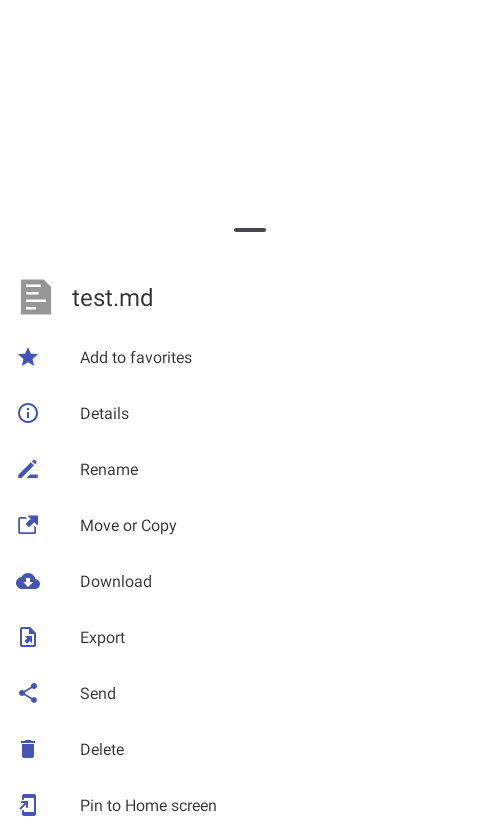 test.md
Add to favorites
Details
Rename
Move or Copy
Download
Export
Send
Delete
Pin to Home screen